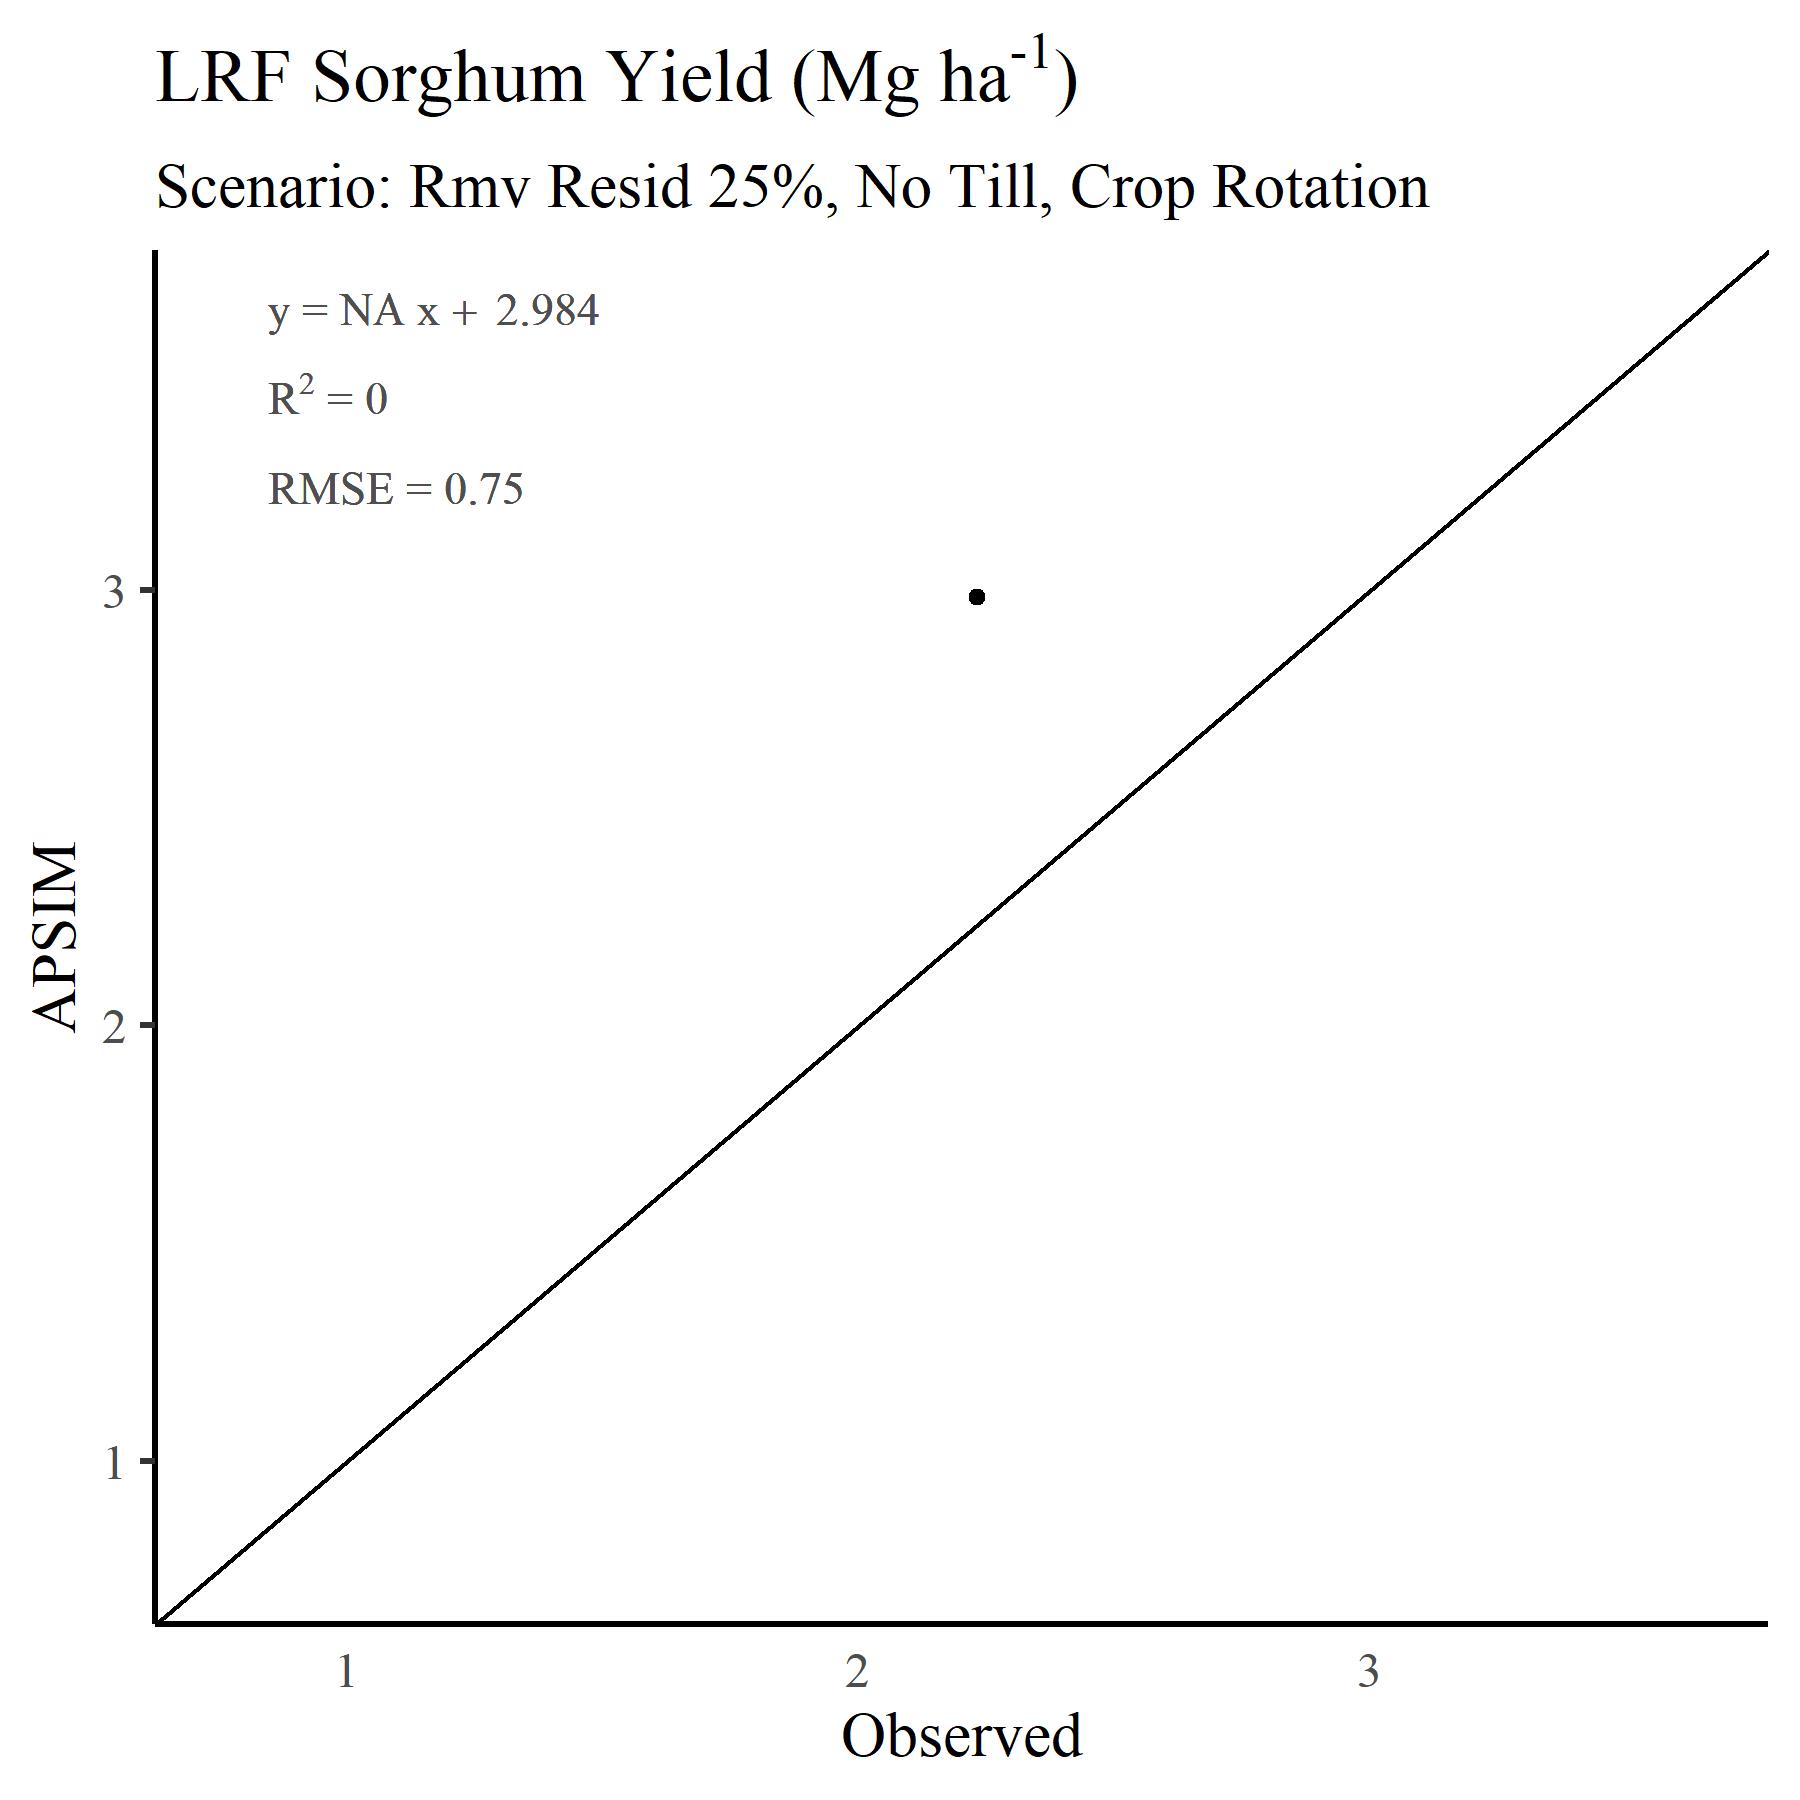 LRF Sorghum Yield (Mg ha⁻¹)
Scenario: Rmv Resid 25%, No Till, Crop Rotation
y = NA x + 2.984
R² = 0
RMSE = 0.75
3
2
1
APSIM
1 2 3
Observed